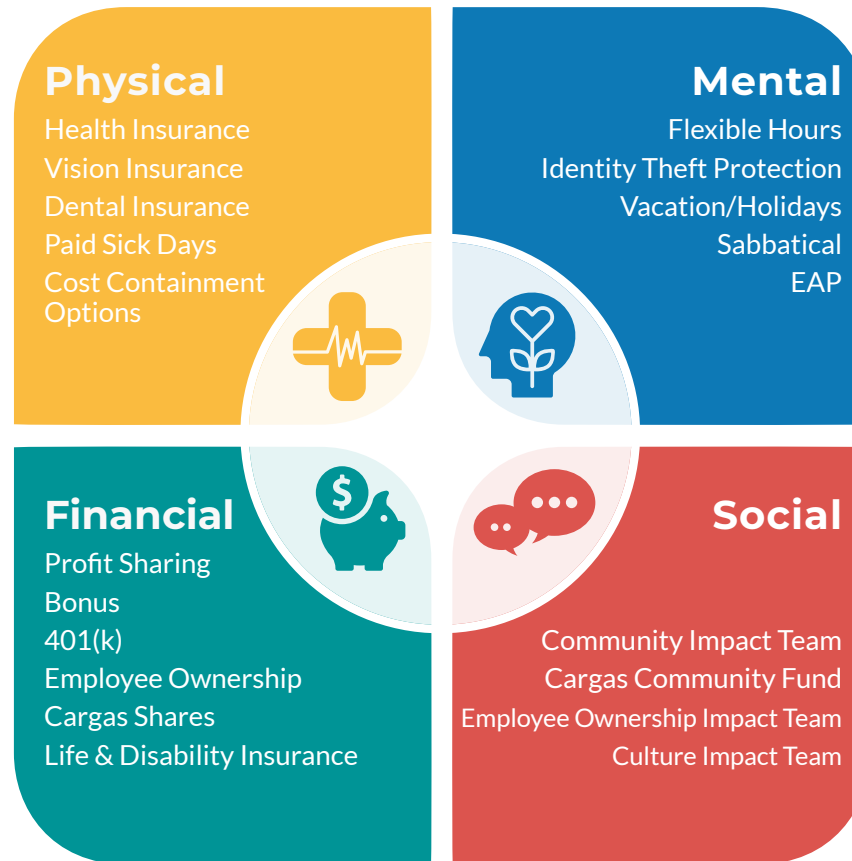 Physical
Health Insurance
Vision Insurance
Dental Insurance
Paid Sick Days
Cost Containment
Options
Mental
Flexible Hours
Identity Theft Protection
Vacation/Holidays
Sabbatical
EAP
$
Financial
Profit Sharing
Bonus
401(k)
Employee Ownership
Cargas Shares
Life & Disability Insurance
Social
Community Impact Team
Cargas Community Fund
Employee Ownership Impact Team
Culture Impact Team